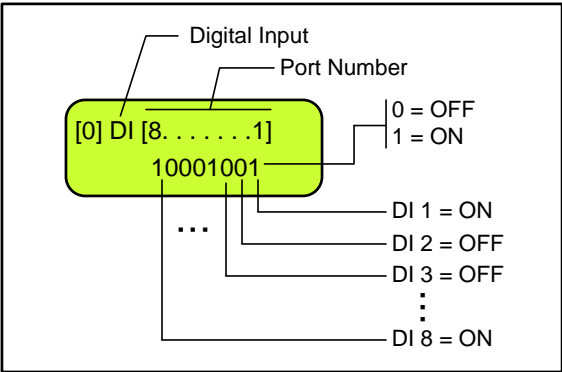 Digital Input
Port Number
[0] DI [8. . . . . . .1]
10001001
0 = OFF
1 = ON
DI 1 = ON
DI 2 = OFF
DI 3 = OFF
DI 8 = ON